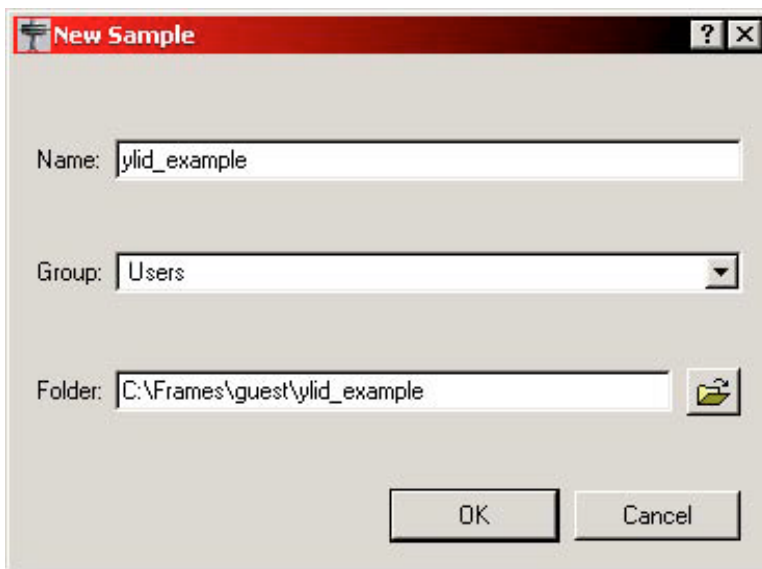 New Sample
Name: ylid_example
Group: Users
Folder: C:\Frames\guest\ylid_example
OK Cancel